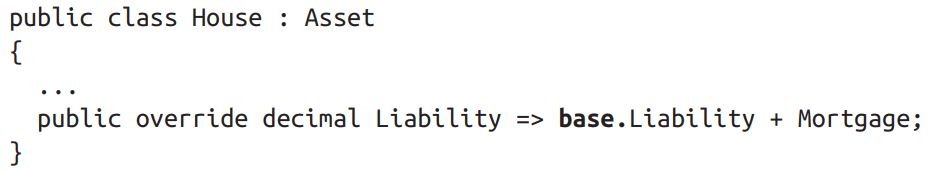 public class House : Asset
{
  ...
  public override decimal Liability => base.Liability + Mortgage;
}